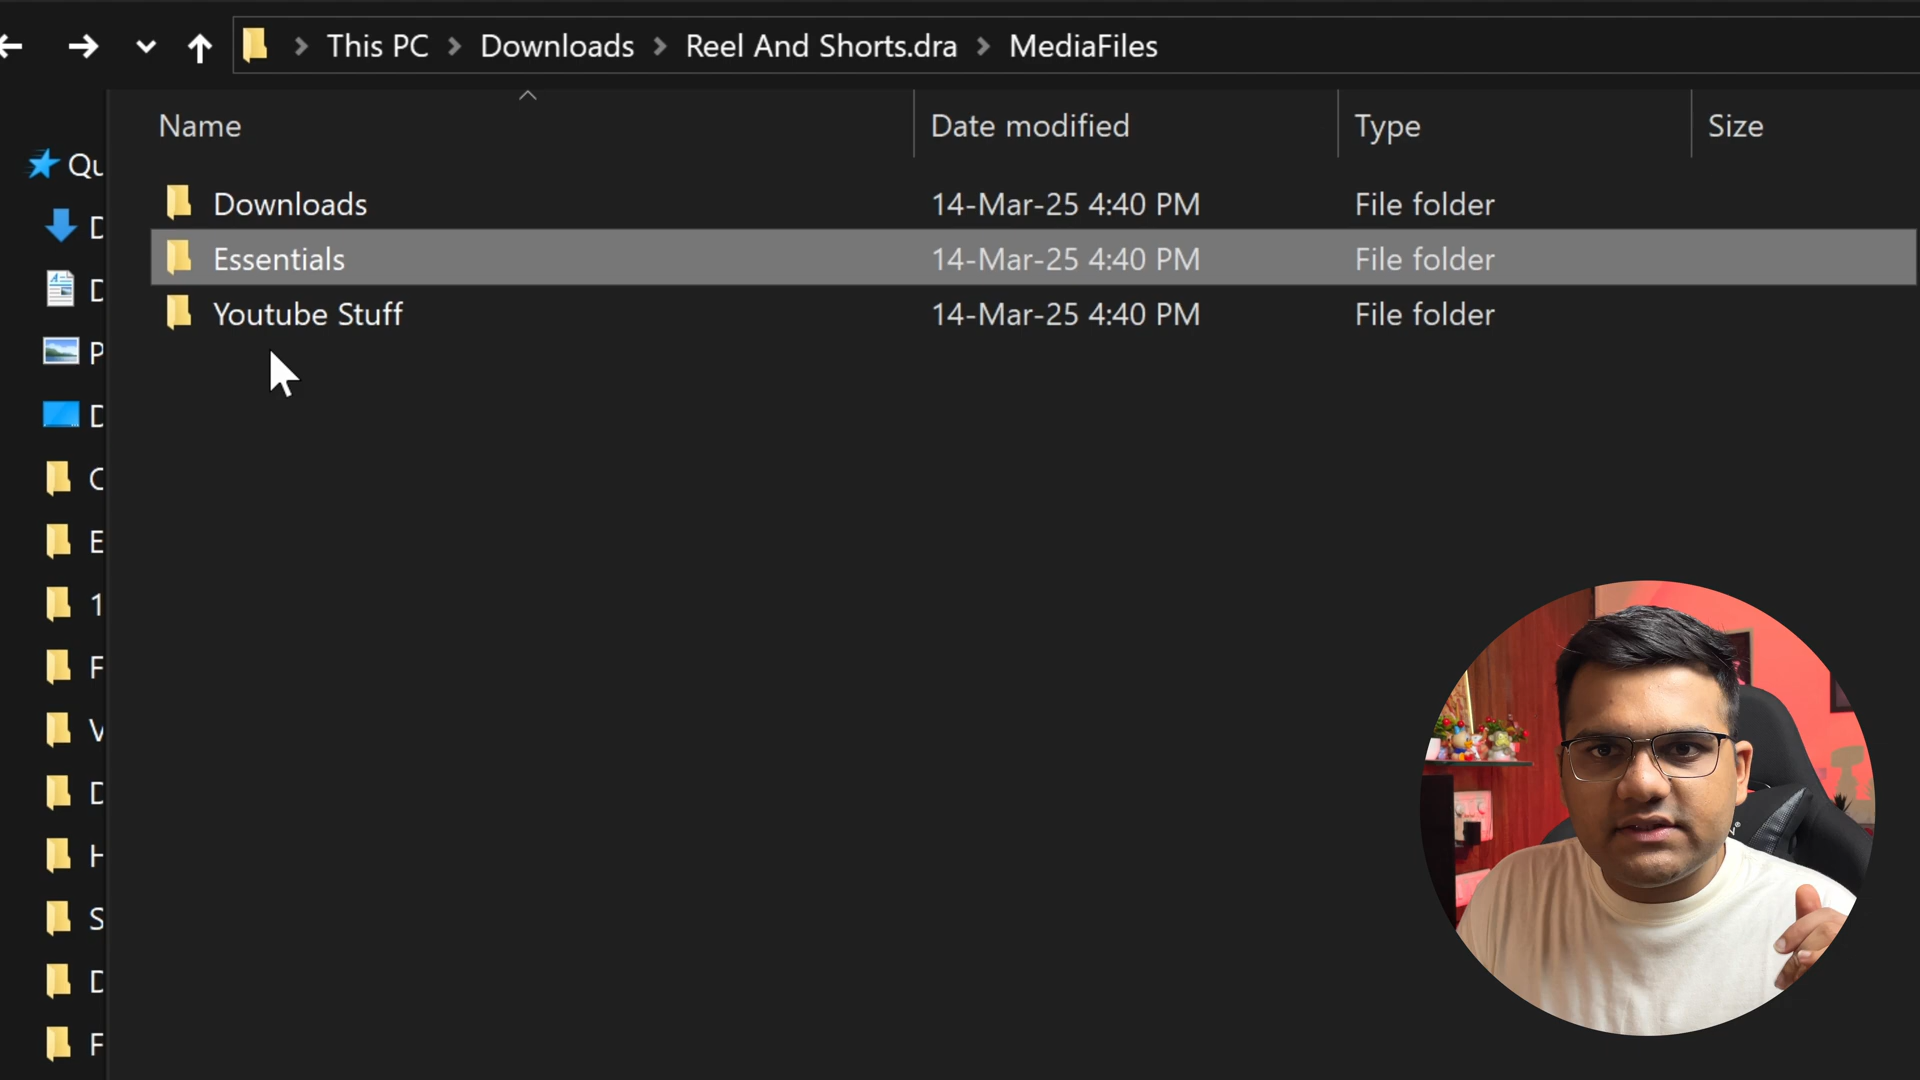 This PC > Downloads > Reel And Shorts.dra > MediaFiles
Name Date modified Type Size
Qu
D
Downloads 14-Mar-25 4:40 PM File folder
Essentials 14-Mar-25 4:40 PM File folder
D
Youtube Stuff 14-Mar-25 4:40 PM File folder
P
D
C
E
1
F
V
D
H
S
D
F